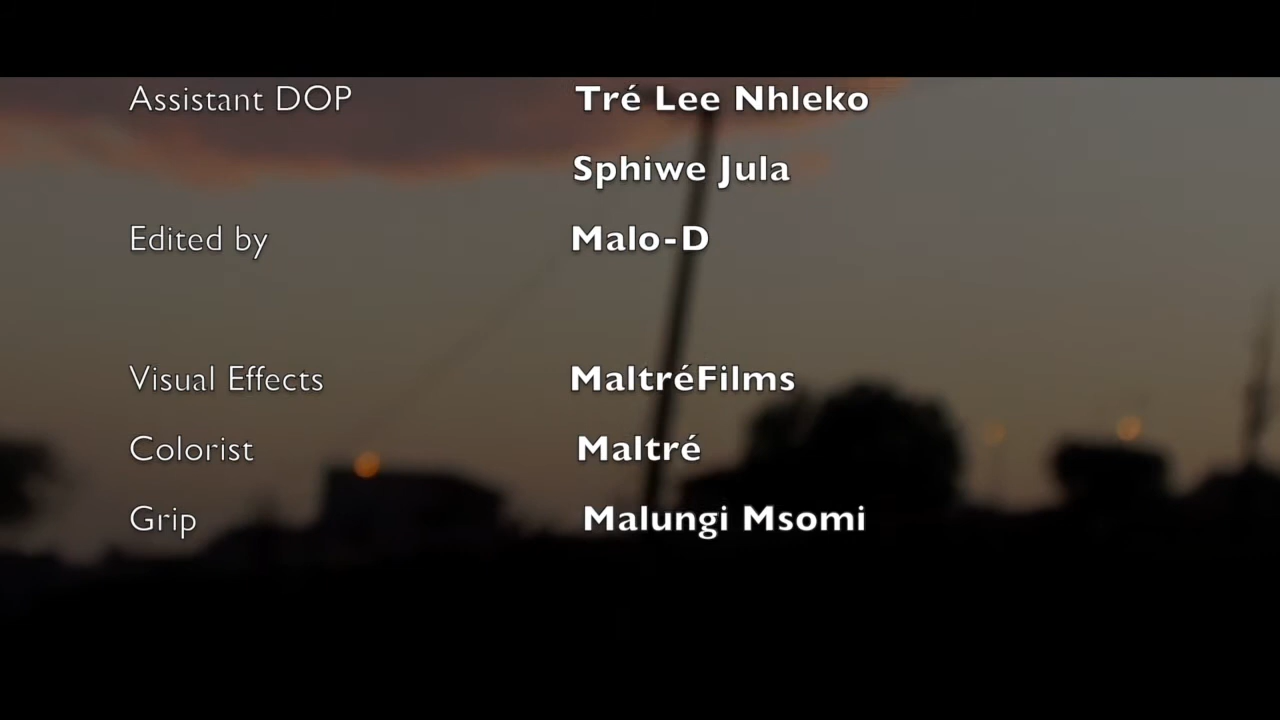 Assistant DOP Tré Lee Nhleko
Sphiwe Jula
Edited by Malo-D
Visual Effects MaltréFilms
Colorist Maltré
Grip Malungi Msomi